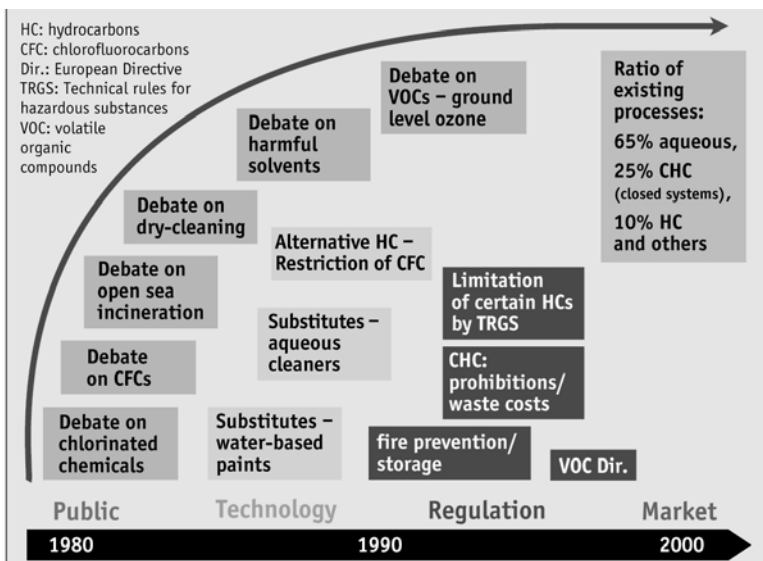 HC: hydrocarbons
CFC: chlorofluorocarbons
Dir.: European Directive
TRGS: Technical rules for
hazardous substances
VOC: volatile
organic
compounds
Debate on
VOCs – ground
level ozone
Ratio of
existing
processes:
65% aqueous,
25% CHC
(closed systems),
10% HC
and others
Debate on
harmful
solvents
Debate on
dry-cleaning
Alternative HC –
Restriction of CFC
Debate on
open sea
incineration
Limitation
of certain HCs
by TRGS
Substitutes –
aqueous
cleaners
Debate
on CFCs
CHC:
prohibitions/
waste costs
Debate on
chlorinated
chemicals
Substitutes –
water-based
paints
fire prevention/
storage
VOC Dir.
Public
Technology
Regulation
Market
1980
1990
2000